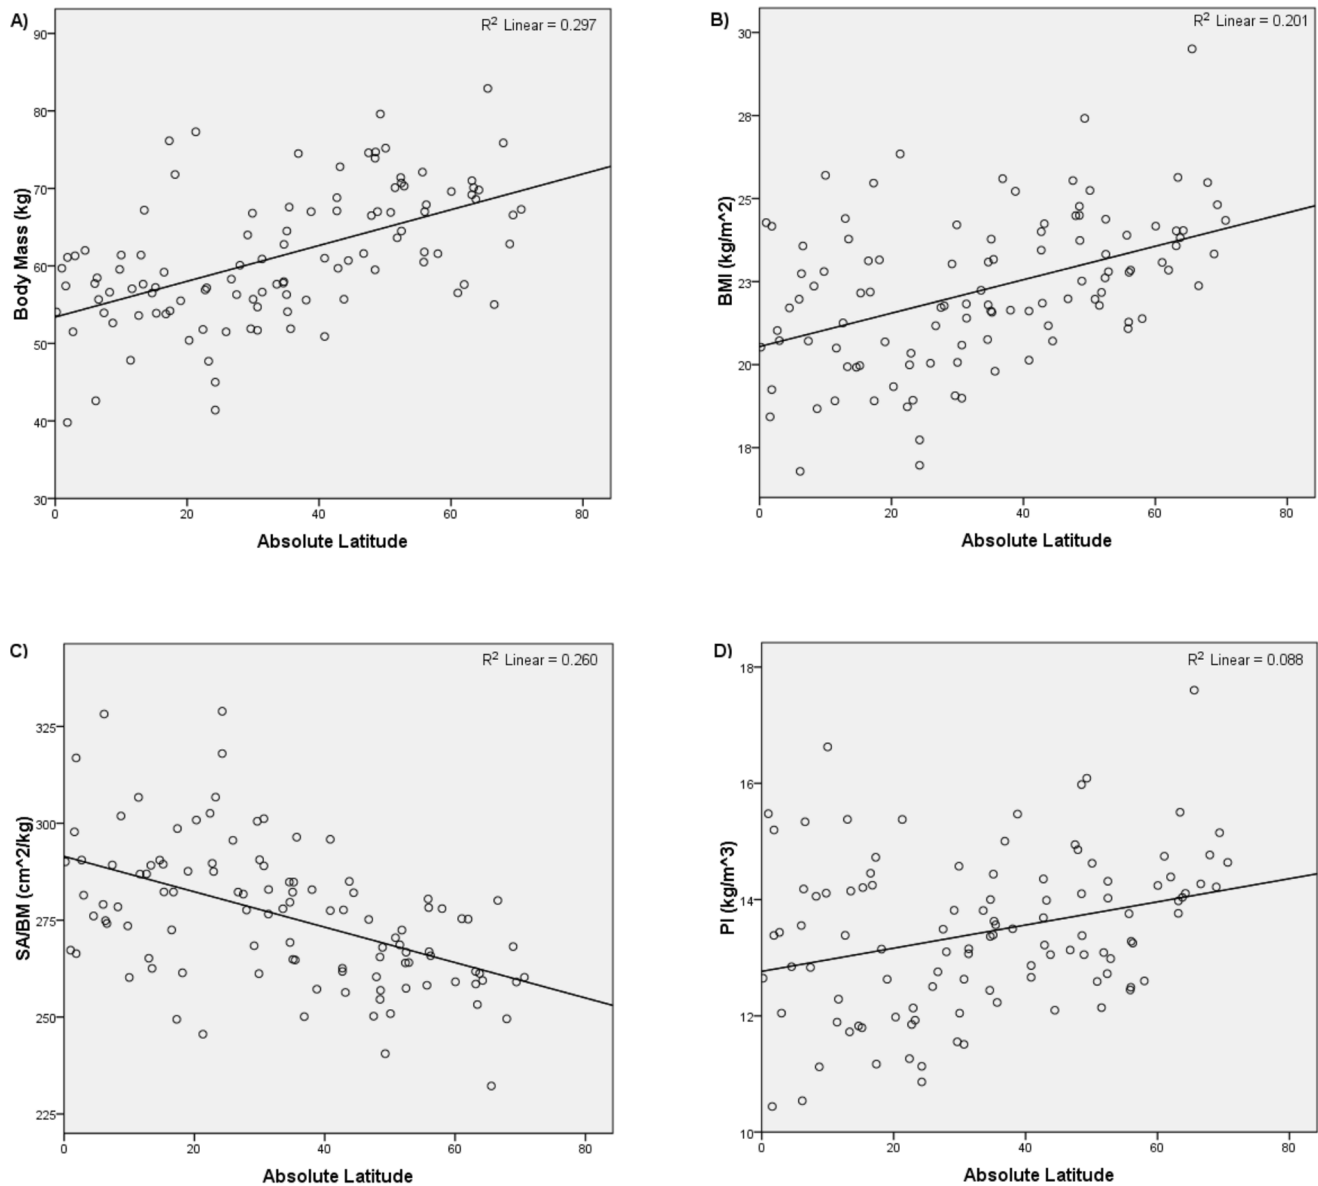 A)
R² Linear = 0.297
90
80
70
60
50
40
30
Body Mass (kg)
0 20 40 60 80
Absolute Latitude
B)
R² Linear = 0.201
30
28
25
23
20
18
BMI (kg/m^2)
0 20 40 60 80
Absolute Latitude
C)
R² Linear = 0.260
325
300
275
250
225
SA/BM (cm^2/kg)
0 20 40 60 80
Absolute Latitude
D)
R² Linear = 0.088
18
16
14
12
10
PI (kg/m^3)
0 20 40 60 80
Absolute Latitude